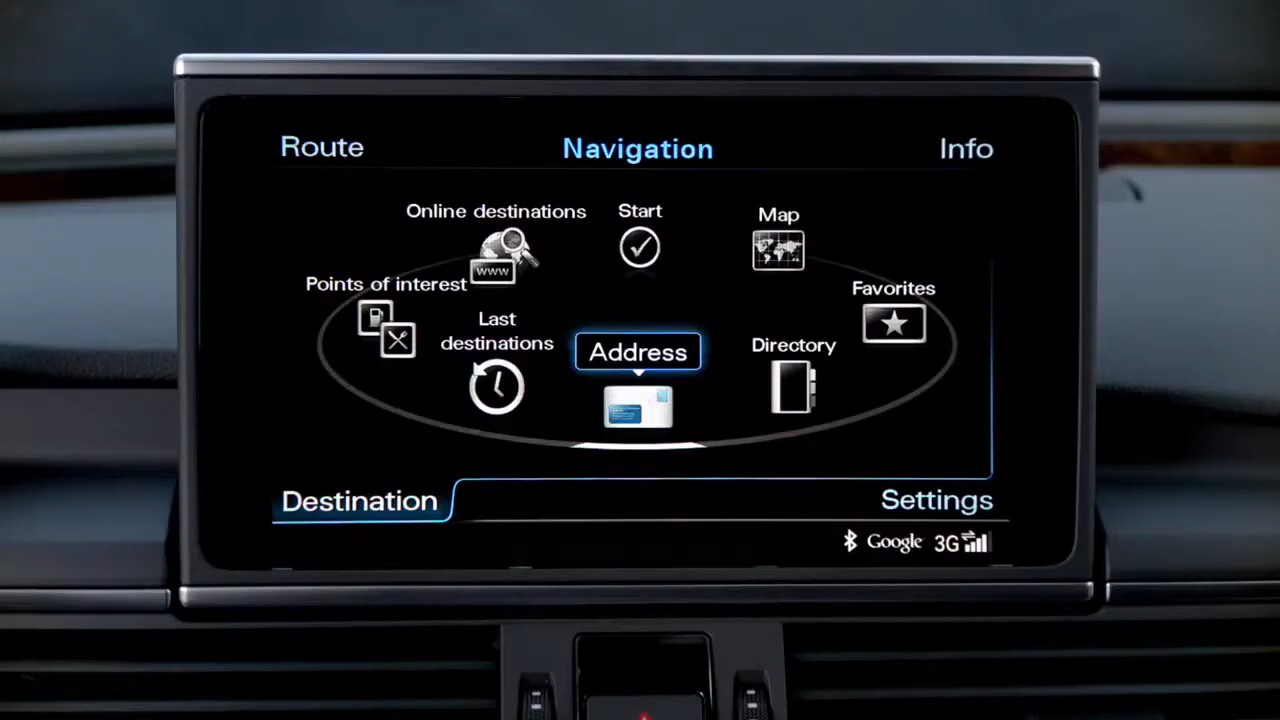 Route
Navigation
Info
Online destinations
Start
Map
www
Points of interest
Favorites
Last
destinations
Address
Directory
Destination
Settings
Google 3G